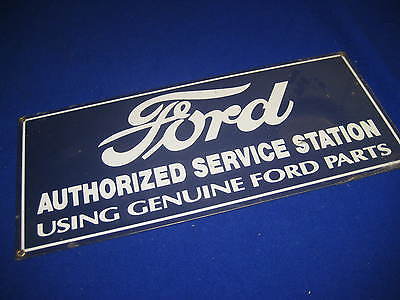 Ford
AUTHORIZED SERVICE STATION
USING GENUINE FORD PARTS